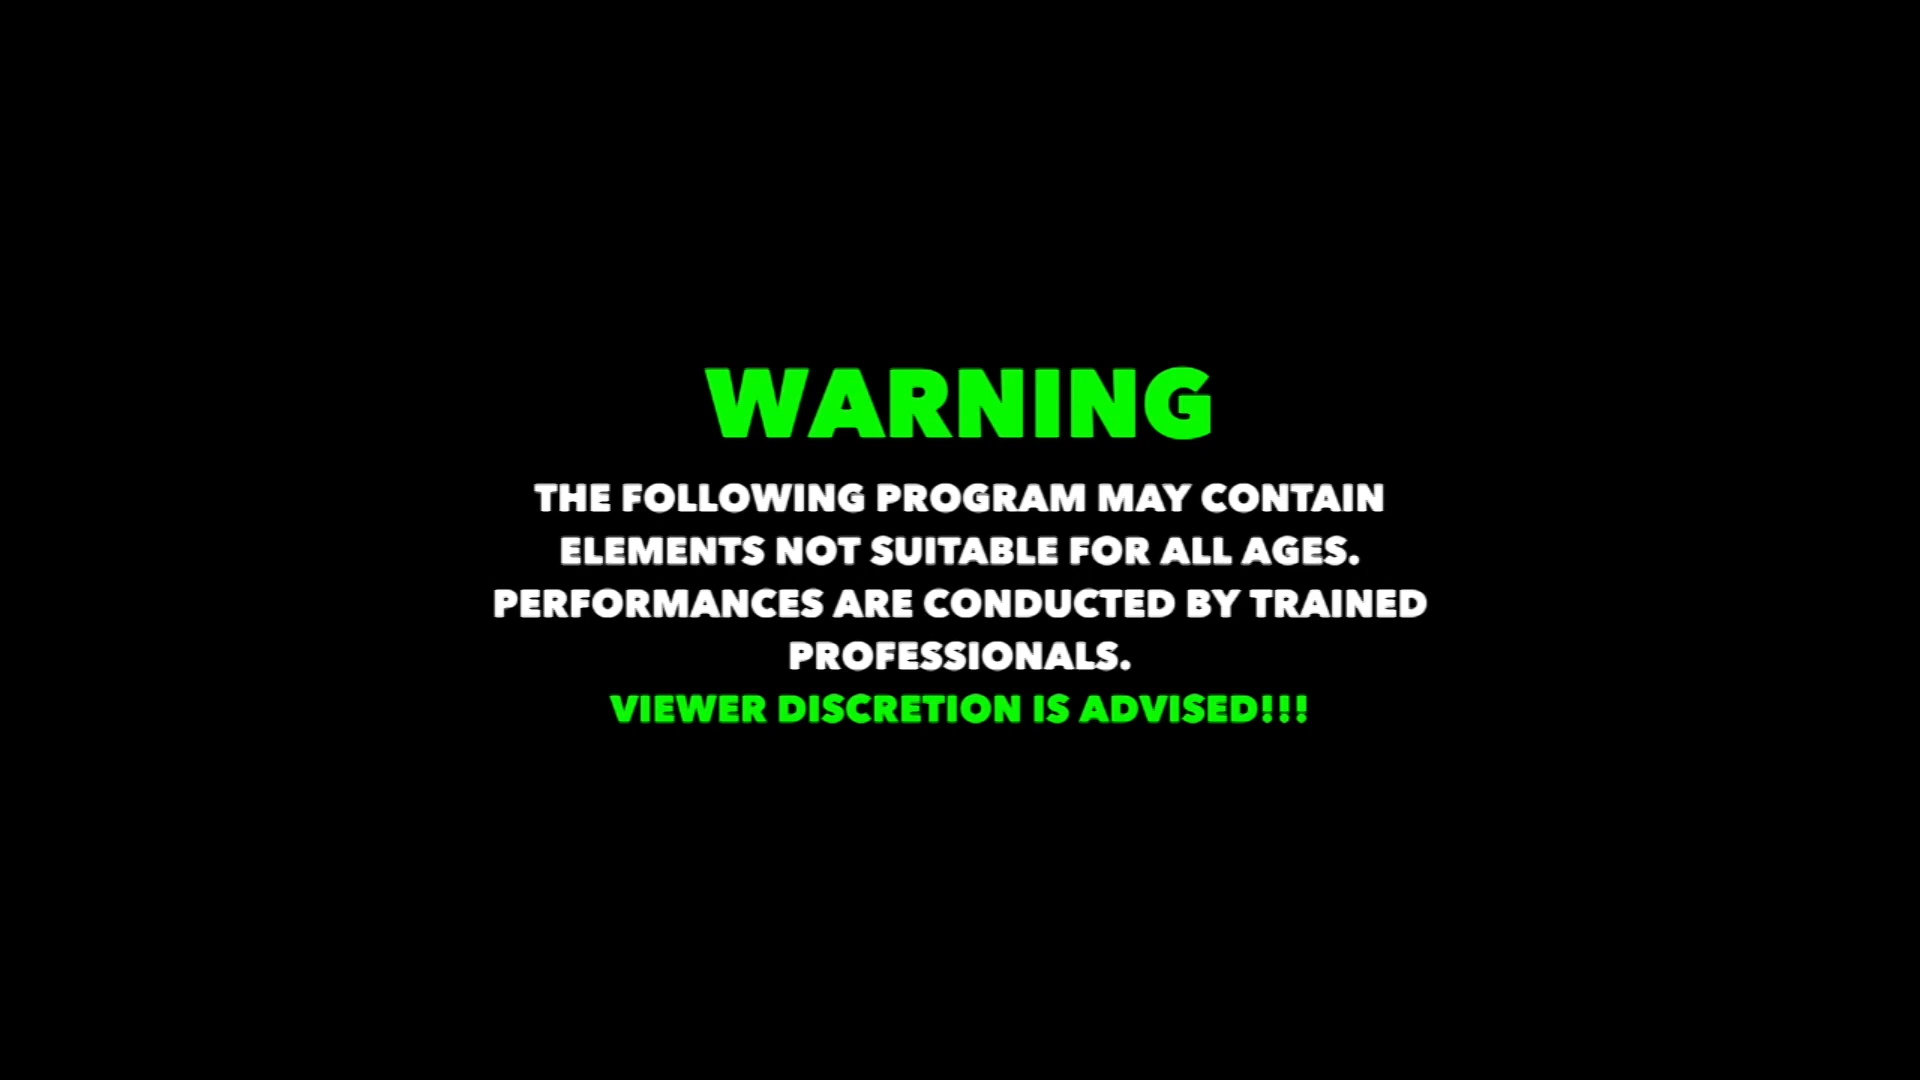 WARNING
THE FOLLOWING PROGRAM MAY CONTAIN
ELEMENTS NOT SUITABLE FOR ALL AGES.
PERFORMANCES ARE CONDUCTED BY TRAINED
PROFESSIONALS.
VIEWER DISCRETION IS ADVISED!!!